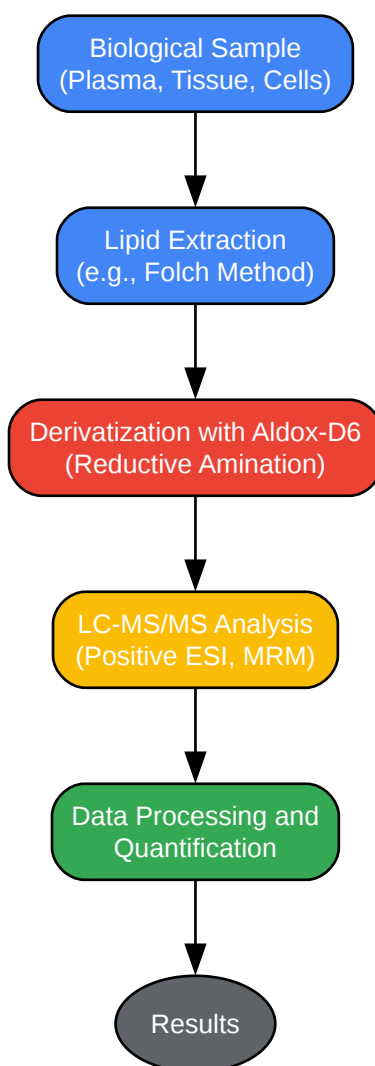 Biological Sample
(Plasma, Tissue, Cells)
Lipid Extraction
(e.g., Folch Method)
Derivatization with Aldox-D6
(Reductive Amination)
LC-MS/MS Analysis
(Positive ESI, MRM)
Data Processing and
Quantification
Results